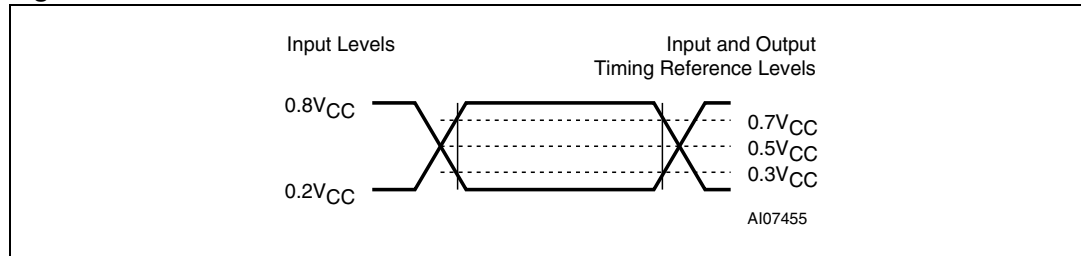 Input Levels
Input and Output
Timing Reference Levels
0.8VCC
0.7VCC
0.5VCC
0.3VCC
0.2VCC
AI07455